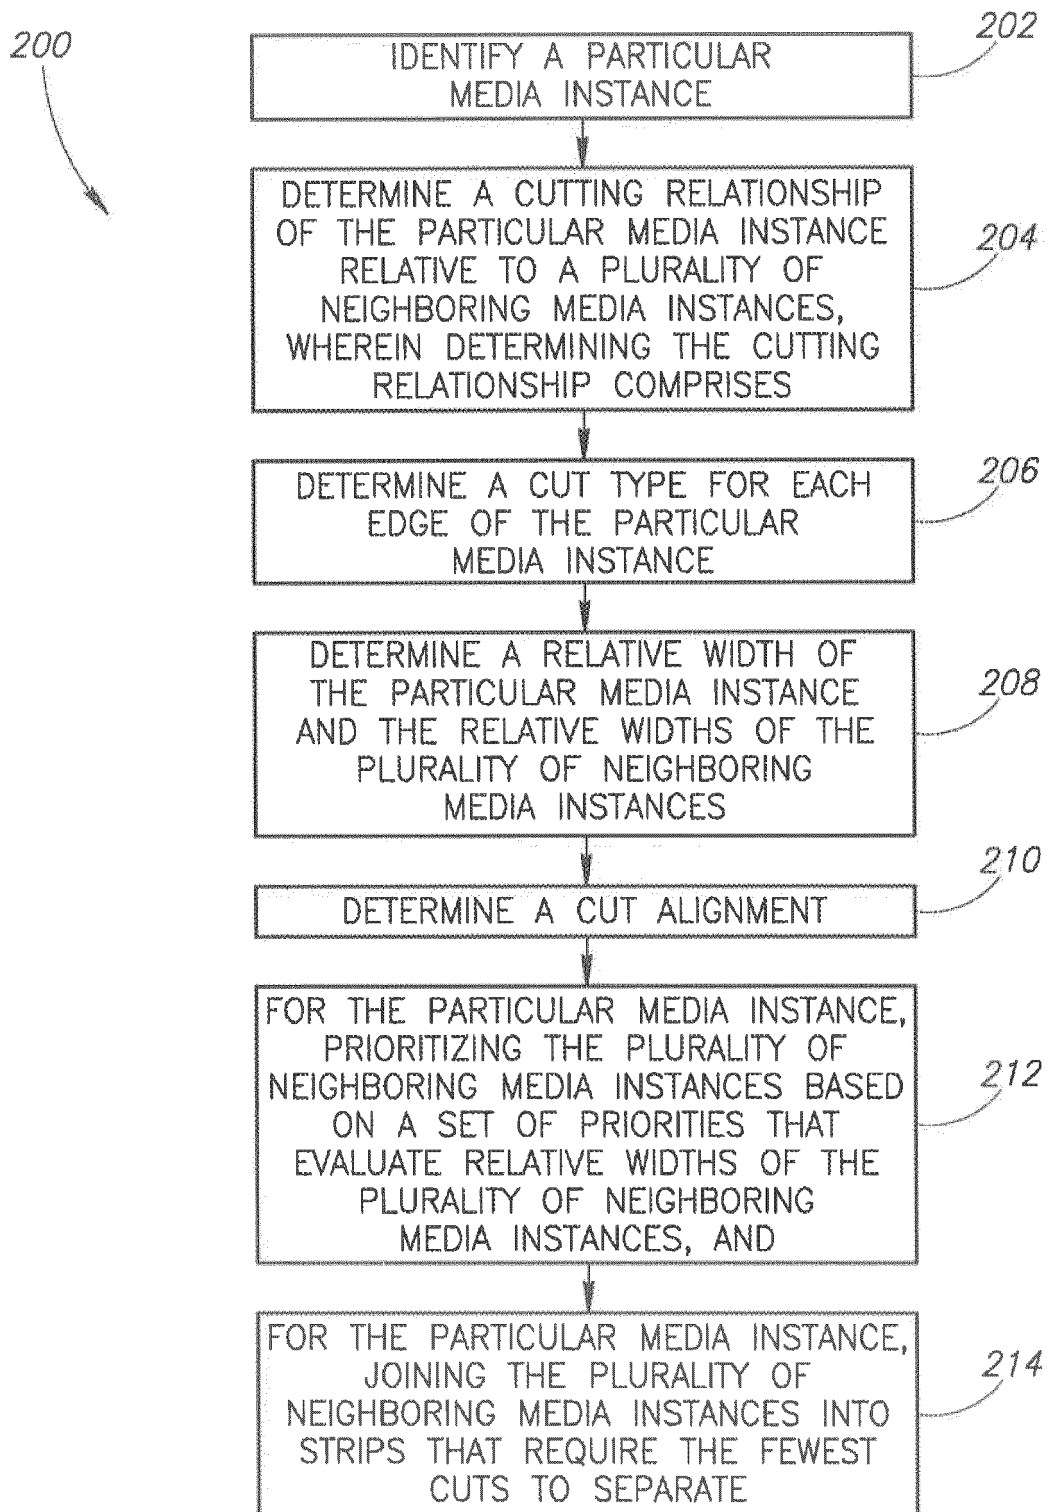 200
202
IDENTIFY A PARTICULAR
MEDIA INSTANCE
DETERMINE A CUTTING RELATIONSHIP
OF THE PARTICULAR MEDIA INSTANCE
RELATIVE TO A PLURALITY OF
NEIGHBORING MEDIA INSTANCES,
WHEREIN DETERMINING THE CUTTING
RELATIONSHIP COMPRISES
204
DETERMINE A CUT TYPE FOR EACH
EDGE OF THE PARTICULAR
MEDIA INSTANCE
206
DETERMINE A RELATIVE WIDTH OF
THE PARTICULAR MEDIA INSTANCE
AND THE RELATIVE WIDTHS OF THE
PLURALITY OF NEIGHBORING
MEDIA INSTANCES
208
DETERMINE A CUT ALIGNMENT
210
FOR THE PARTICULAR MEDIA INSTANCE,
PRIORITIZING THE PLURALITY OF
NEIGHBORING MEDIA INSTANCES BASED
ON A SET OF PRIORITIES THAT
EVALUATE RELATIVE WIDTHS OF THE
PLURALITY OF NEIGHBORING
MEDIA INSTANCES, AND
212
FOR THE PARTICULAR MEDIA INSTANCE,
JOINING THE PLURALITY OF
NEIGHBORING MEDIA INSTANCES INTO
STRIPS THAT REQUIRE THE FEWEST
CUTS TO SEPARATE
214